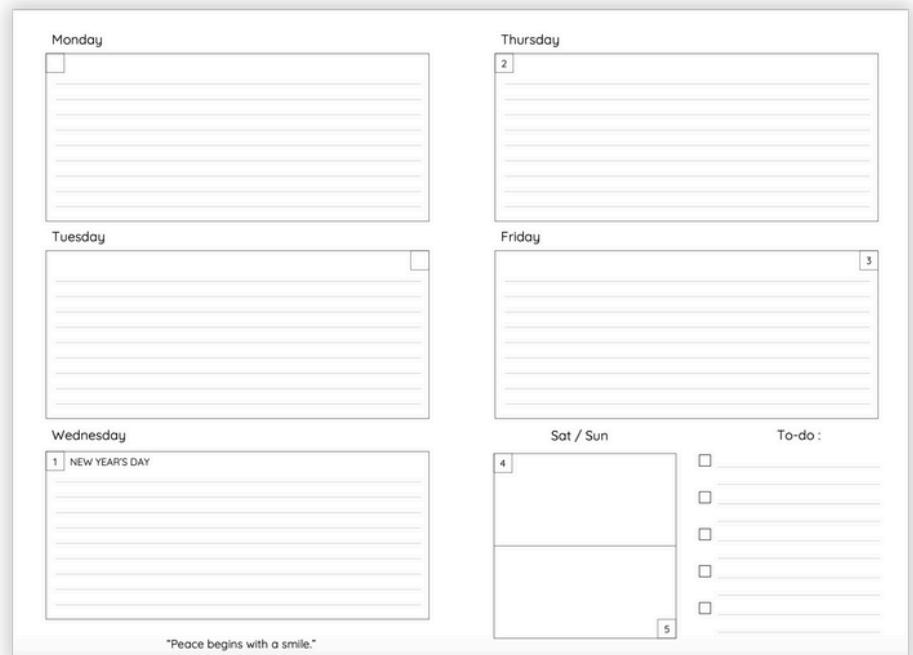 Monday
Tuesday
Wednesday
1 NEW YEAR'S DAY
"Peace begins with a smile."
Thursday
2
Friday
3
Sat / Sun
4
5
To-do :